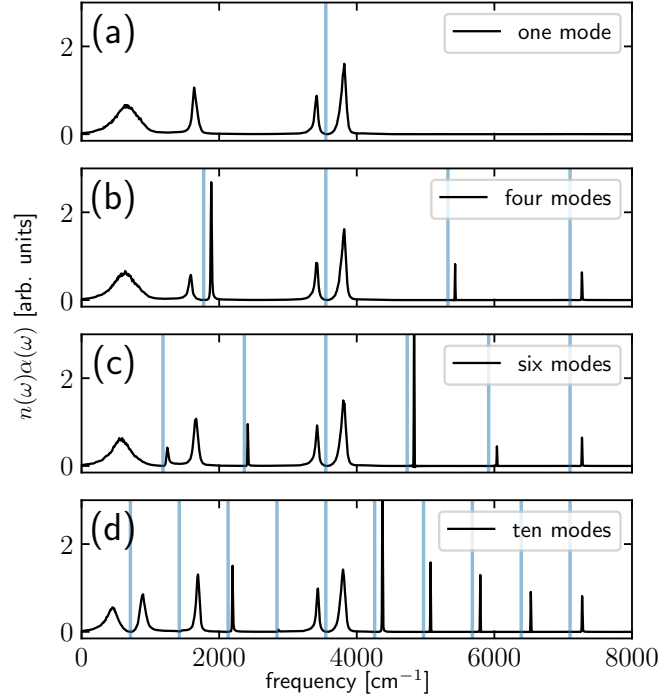 (a)
one mode
2
0
(b)
four modes
2
0
(c)
six modes
2
0
(d)
ten modes
2
0
0 2000 4000 6000 8000
frequency [cm⁻¹]
n(ω)α(ω) [arb. units]